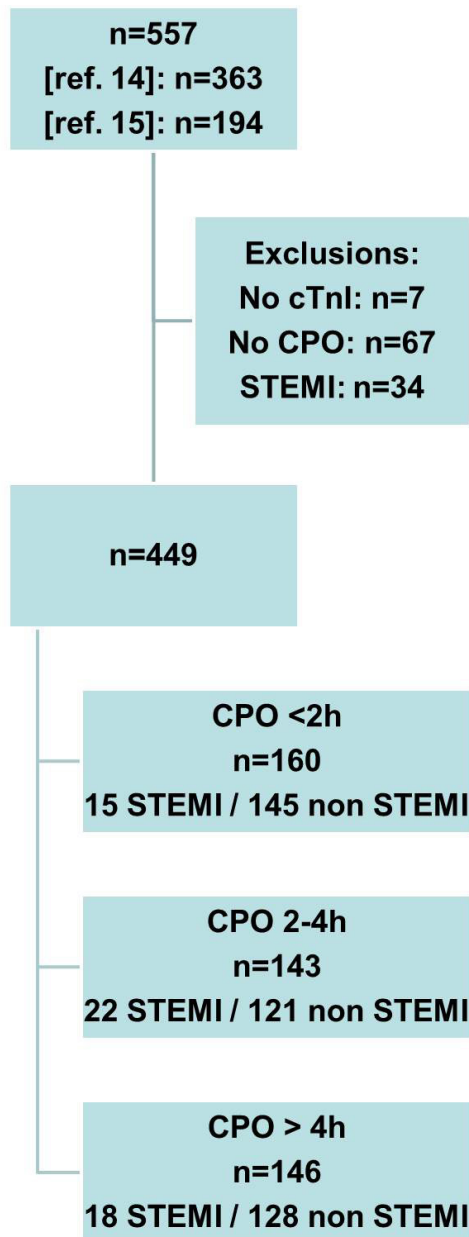 n=557
[ref. 14]: n=363
[ref. 15]: n=194
Exclusions:
No cTnI: n=7
No CPO: n=67
STEMI: n=34
n=449
CPO <2h
n=160
15 STEMI / 145 non STEMI
CPO 2-4h
n=143
22 STEMI / 121 non STEMI
CPO > 4h
n=146
18 STEMI / 128 non STEMI